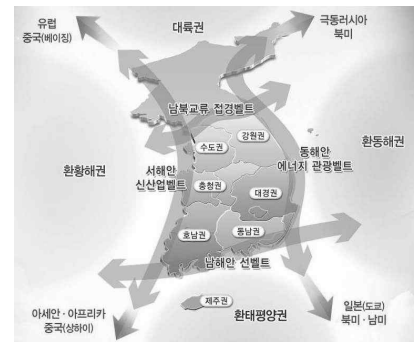 유럽
중국(베이징)
대륙권
극동러시아
북미
남북교류 접경벨트
강원권
수도권
환동해권
동해안
에너지 관광벨트
서해안
신산업벨트
환황해권
충청권
대경권
호남권
동남권
남해안 선벨트
제주권
아세안·아프리카
중국(상하이)
환태평양권
일본(도쿄)
북미·남미